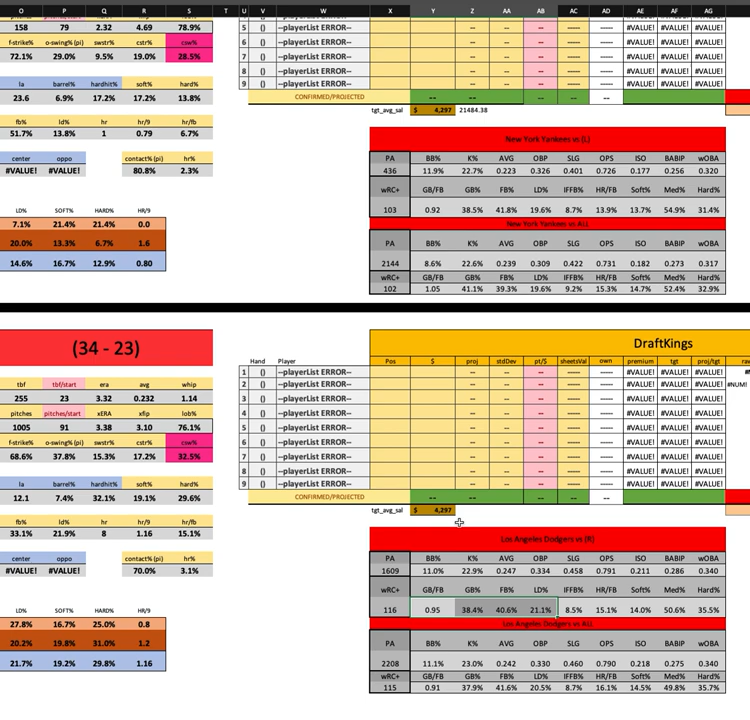 O P Q R S T U V W X Y Z AA AB AC AD AE AF AG
158 79 2.32 4.69 78.9%
5 () --playerList ERROR-- -- -- -- ----- ----- #VALUE! #VALUE! #VALUE!
f-strike% o-swing% (pi) swstr% cstr% csw%
6 () --playerList ERROR-- -- -- -- ----- ----- #VALUE! #VALUE! #VALUE!
72.1% 29.0% 9.5% 19.0% 28.5%
7 () --playerList ERROR-- -- -- -- ----- ----- #VALUE! #VALUE! #VALUE!
8 () --playerList ERROR-- -- -- -- ----- ----- #VALUE! #VALUE! #VALUE!
la barrel% hardhit% soft% hard%
9 () --playerList ERROR-- -- -- -- ----- ----- #VALUE! #VALUE! #VALUE!
23.6 6.9% 17.2% 17.2% 13.8%
CONFIRMED/PROJECTED -- -- -- -- --
tgt_avg_sal $ 4,297 21484.38
fb% ld% hr hr/9 hr/fb
51.7% 13.8% 1 0.79 6.7%
New York Yankees vs (L)
center oppo contact% (pi) hr%
PA BB% K% AVG OBP SLG OPS ISO BABIP wOBA
#VALUE! #VALUE! 80.8% 2.3%
436 11.9% 22.7% 0.223 0.326 0.401 0.726 0.177 0.256 0.320
wRC+ GB/FB GB% FB% LD% IFFB% HR/FB Soft% Med% Hard%
LD% SOFT% HARD% HR/9
103 0.92 38.5% 41.8% 19.6% 8.7% 13.9% 13.7% 54.9% 31.4%
7.1% 21.4% 21.4% 0.0
New York Yankees vs ALL
20.0% 13.3% 6.7% 1.6
PA BB% K% AVG OBP SLG OPS ISO BABIP wOBA
14.6% 16.7% 12.9% 0.80
2144 8.6% 22.6% 0.239 0.309 0.422 0.731 0.182 0.273 0.317
wRC+ GB/FB GB% FB% LD% IFFB% HR/FB Soft% Med% Hard%
102 1.05 41.1% 39.3% 19.6% 9.2% 15.3% 14.7% 52.4% 32.9%
(34 - 23)
DraftKings
Hand Player Pos $ proj stdDev pt/$ sheetsVal own premium tgt proj/tgt
1 () --playerList ERROR-- -- -- -- ----- ----- #VALUE! #VALUE! #VALUE!
tbf tbf/start era avg whip
2 () --playerList ERROR-- -- -- -- ----- ----- #VALUE! #VALUE! #VALUE! #NUM!
255 23 3.32 0.232 1.14
3 () --playerList ERROR-- -- -- -- ----- ----- #VALUE! #VALUE! #VALUE!
pitches pitches/start xERA xfip lob%
4 () --playerList ERROR-- -- -- -- ----- ----- #VALUE! #VALUE! #VALUE!
1005 91 3.38 3.10 76.1%
5 () --playerList ERROR-- -- -- -- ----- ----- #VALUE! #VALUE! #VALUE!
f-strike% o-swing% (pi) swstr% cstr% csw%
6 () --playerList ERROR-- -- -- -- ----- ----- #VALUE! #VALUE! #VALUE!
68.6% 37.8% 15.3% 17.2% 32.5%
7 () --playerList ERROR-- -- -- -- ----- ----- #VALUE! #VALUE! #VALUE!
8 () --playerList ERROR-- -- -- -- ----- ----- #VALUE! #VALUE! #VALUE!
la barrel% hardhit% soft% hard%
9 () --playerList ERROR-- -- -- -- ----- ----- #VALUE! #VALUE! #VALUE!
12.1 7.4% 32.1% 19.1% 29.6%
CONFIRMED/PROJECTED -- -- -- -- --
tgt_avg_sal $ 4,297
fb% ld% hr hr/9 hr/fb
33.1% 21.9% 8 1.16 15.1%
Los Angeles Dodgers vs (R)
center oppo contact% (pi) hr%
PA BB% K% AVG OBP SLG OPS ISO BABIP wOBA
#VALUE! #VALUE! 70.0% 3.1%
1609 11.0% 22.9% 0.247 0.334 0.458 0.791 0.211 0.286 0.340
wRC+ GB/FB GB% FB% LD% IFFB% HR/FB Soft% Med% Hard%
LD% SOFT% HARD% HR/9
116 0.95 38.4% 40.6% 21.1% 8.5% 15.1% 14.0% 50.6% 35.5%
27.8% 16.7% 25.0% 0.8
Los Angeles Dodgers vs ALL
20.2% 19.8% 31.0% 1.2
PA BB% K% AVG OBP SLG OPS ISO BABIP wOBA
21.7% 19.2% 29.8% 1.16
2208 11.1% 23.0% 0.247 0.330 0.460 0.790 0.218 0.275 0.340
wRC+ GB/FB GB% FB% LD% IFFB% HR/FB Soft% Med% Hard%
115 0.91 37.9% 41.6% 20.5% 8.7% 16.1% 14.5% 49.8% 35.7%